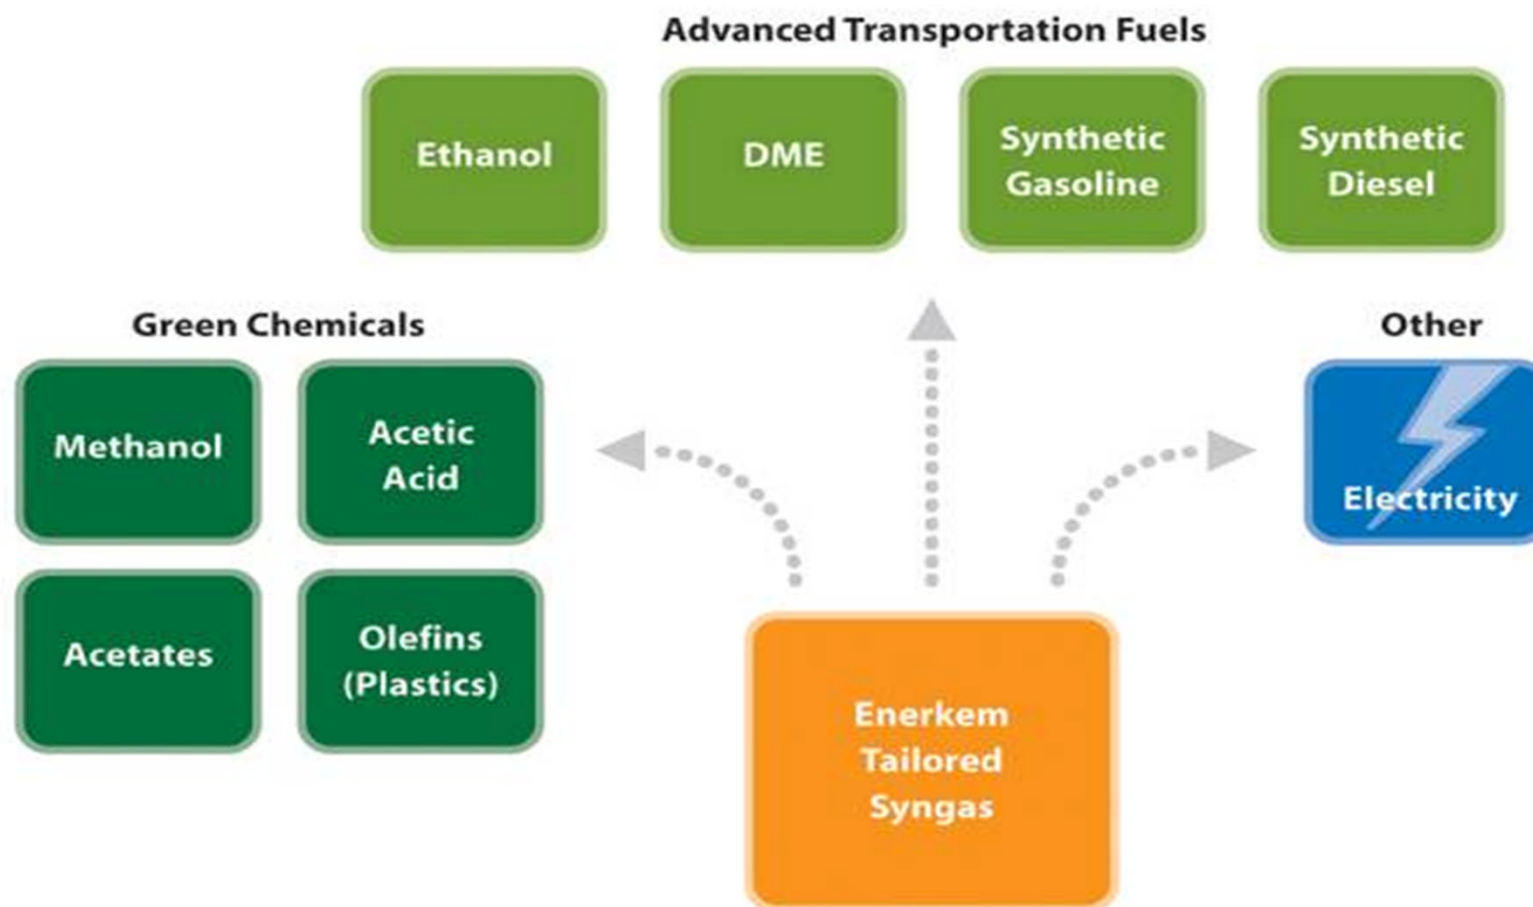 Advanced Transportation Fuels
Ethanol
DME
Synthetic
Gasoline
Synthetic
Diesel
Green Chemicals
Methanol
Acetic
Acid
Acetates
Olefins
(Plastics)
Other
Electricity
Enerkem
Tailored
Syngas